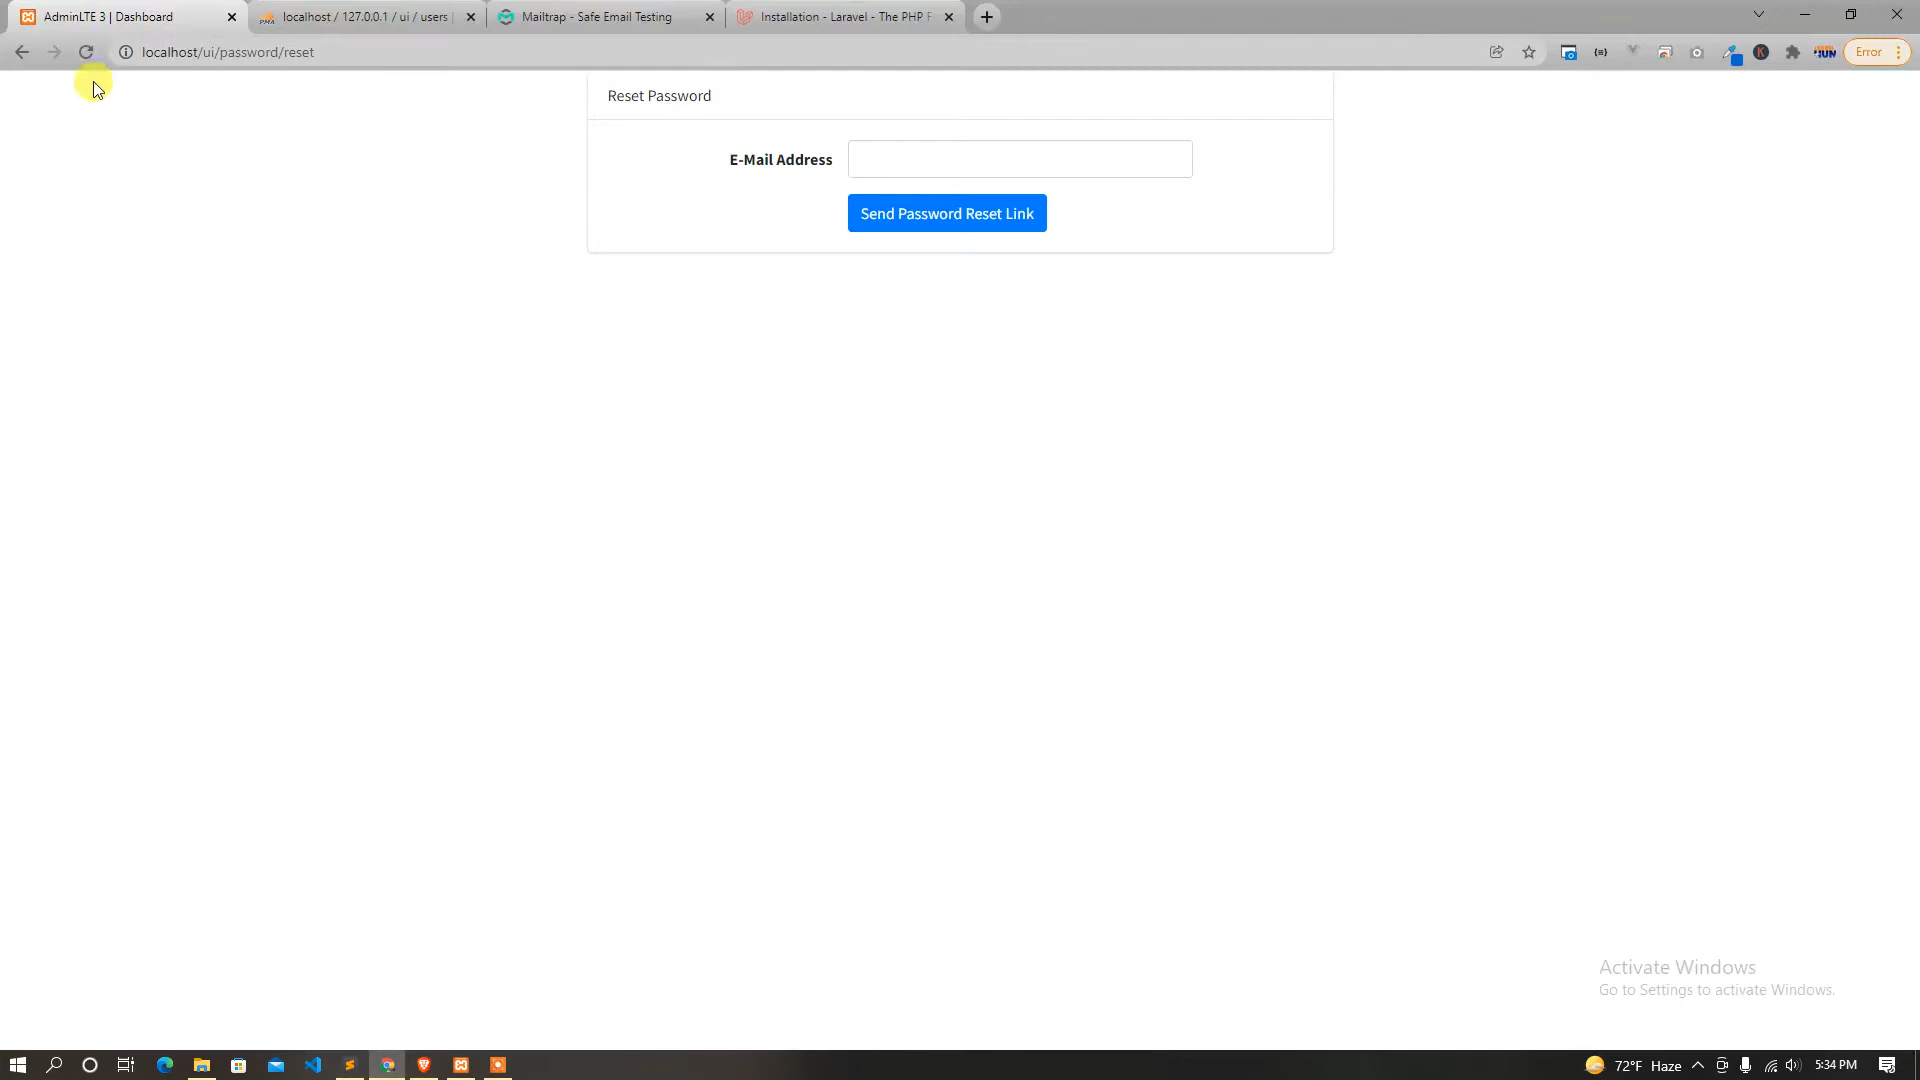 AdminLTE 3 | Dashboard
localhost / 127.0.0.1 / ui / users |
Mailtrap - Safe Email Testing
Installation - Laravel - The PHP F
localhost/ui/password/reset
Error
Reset Password
E-Mail Address
Send Password Reset Link
Activate Windows
Go to Settings to activate Windows.
72°F Haze
5:34 PM